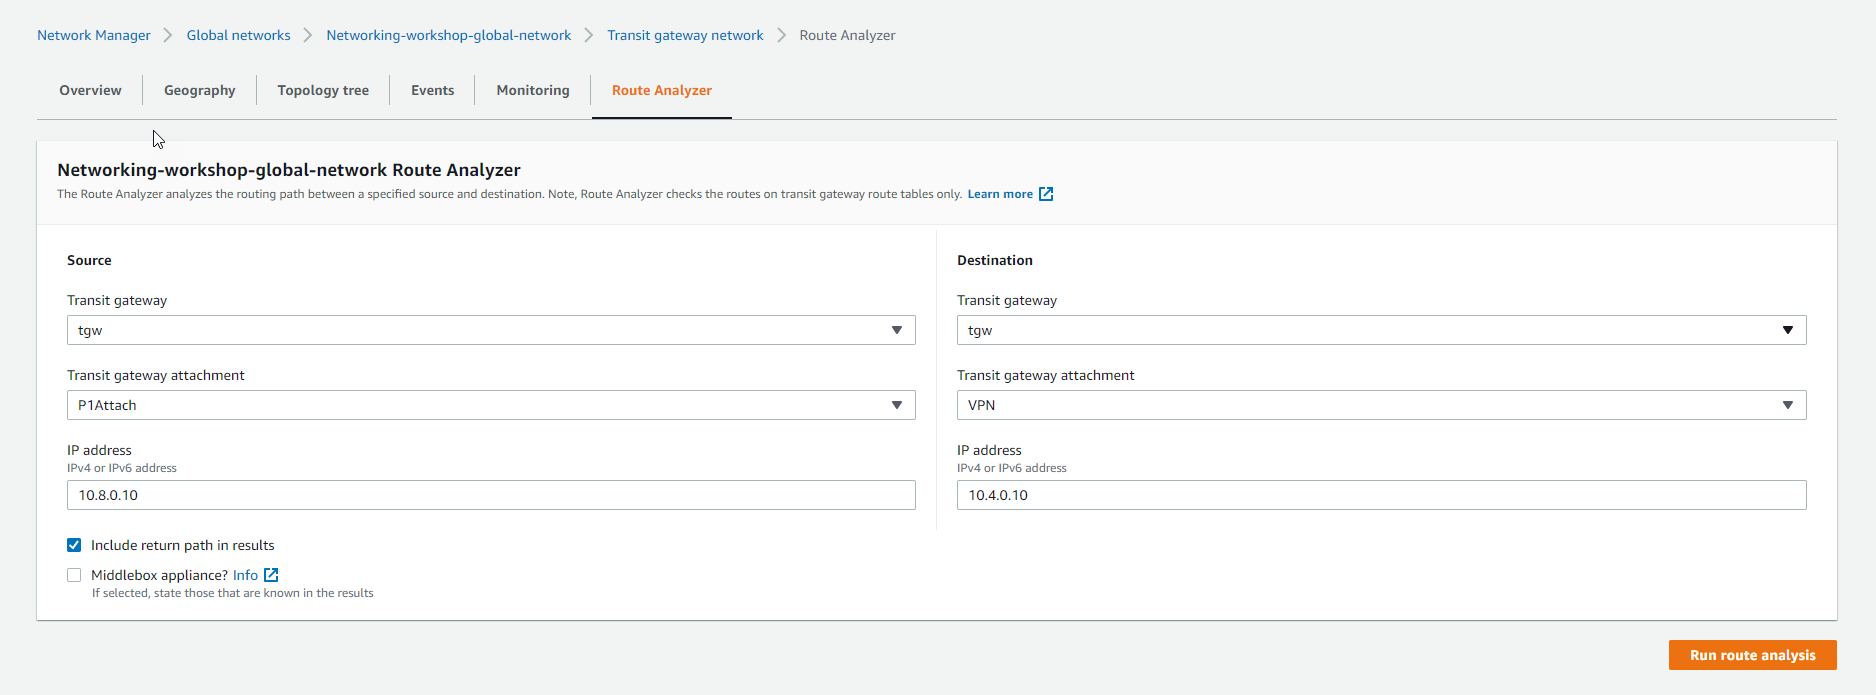 Network Manager > Global networks > Networking-workshop-global-network > Transit gateway network > Route Analyzer
Overview Geography Topology tree Events Monitoring Route Analyzer
Networking-workshop-global-network Route Analyzer
The Route Analyzer analyzes the routing path between a specified source and destination. Note, Route Analyzer checks the routes on transit gateway route tables only. Learn more
Source
Transit gateway
tgw
Transit gateway attachment
P1Attach
IP address
IPv4 or IPv6 address
10.8.0.10
Include return path in results
Middlebox appliance? Info
If selected, state those that are known in the results
Destination
Transit gateway
tgw
Transit gateway attachment
VPN
IP address
IPv4 or IPv6 address
10.4.0.10
Run route analysis